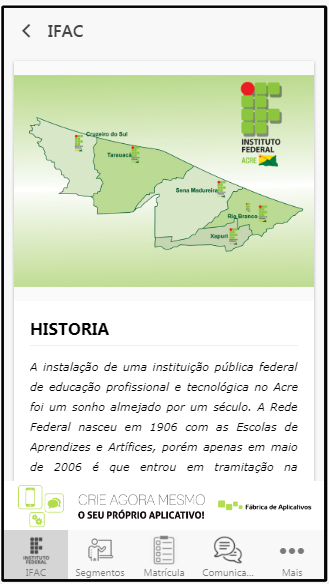 IFAC
INSTITUTO
FEDERAL
ACRE
Cruzeiro do Sul
Tarauacá
Sena Madureira
Rio Branco
Xapuri
HISTORIA
A instalação de uma instituição pública federal
de educação profissional e tecnológica no Acre
foi um sonho almejado por um século. A Rede
Federal nasceu em 1906 com as Escolas de
Aprendizes e Artífices, porém apenas em maio
de 2006 é que entrou em tramitação na
CRIE AGORA MESMO
O SEU PRÓPRIO APLICATIVO!
Fábrica de Aplicativos
INSTITUTO
FEDERAL
IFAC
Segmentos
Matrícula
Comunica...
Mais